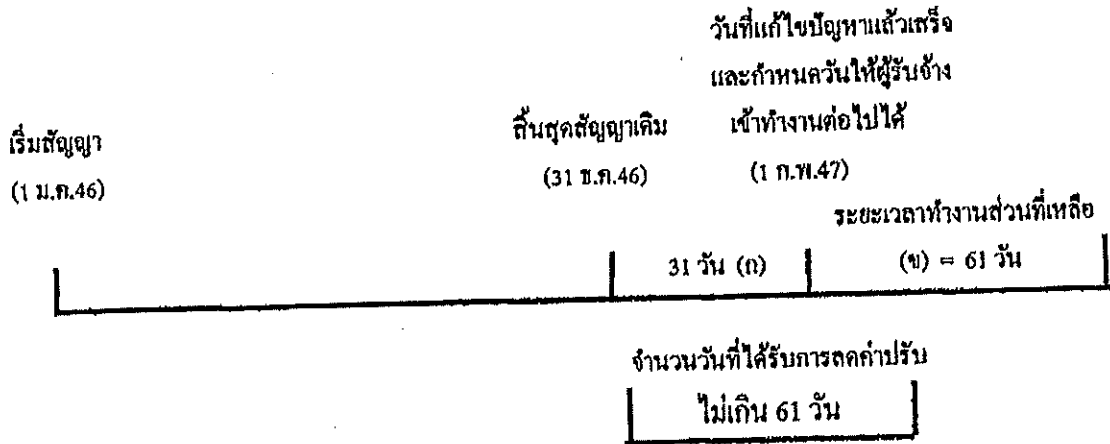 วันที่แก้ไขปัญหาแล้วเสร็จ
และกำหนดวันให้ผู้รับจ้าง
เข้าทำงานต่อไปได้
(1 ก.พ.47)
เริ่มสัญญา
(1 ม.ค.46)
สิ้นสุดสัญญาเดิม
(31 ธ.ค.46)
ระยะเวลาทำงานส่วนที่เหลือ
31 วัน (ก)
(ข) = 61 วัน
จำนวนวันที่ได้รับการลดค่าปรับ
ไม่เกิน 61 วัน